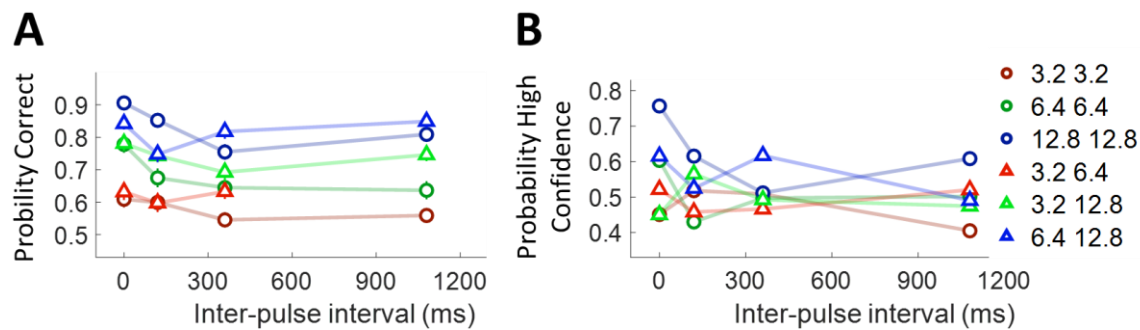 A
Probility Correct
0.9
0.8
0.7
0.6
0.5
0 300 600 900 1200
Inter-pulse interval (ms)
B
Probability High
Confidence
0.8
0.7
0.6
0.5
0.4
0 300 600 900 1200
Inter-pulse interval (ms)
3.2 3.2
6.4 6.4
12.8 12.8
3.2 6.4
3.2 12.8
6.4 12.8